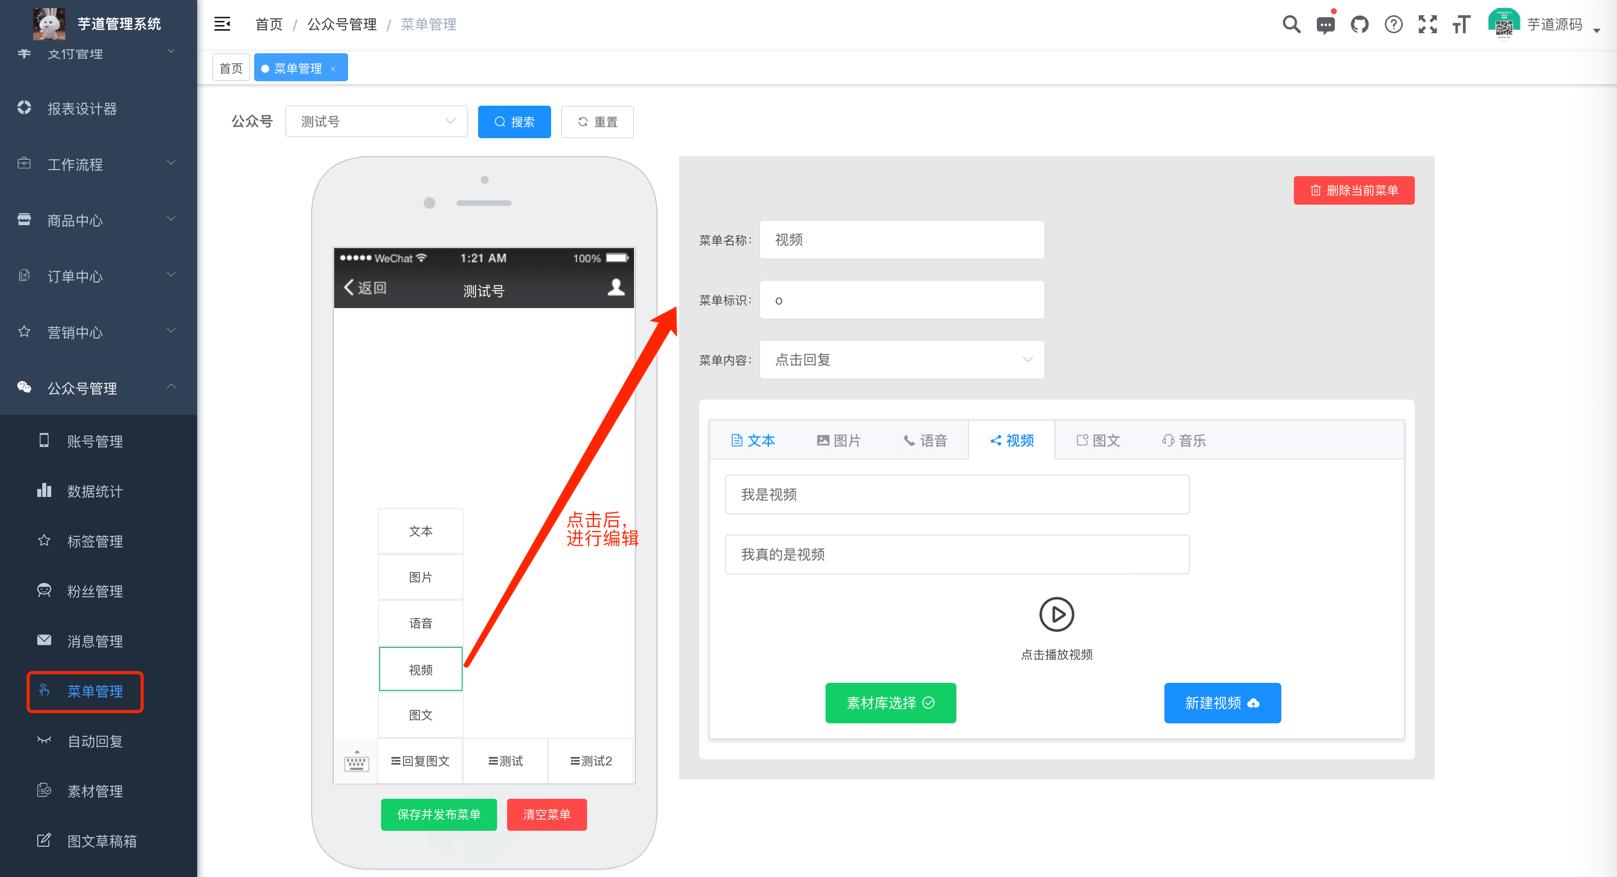 芋道管理系统
支付管理
报表设计器
工作流程
商品中心
订单中心
营销中心
公众号管理
账号管理
数据统计
标签管理
粉丝管理
消息管理
菜单管理
自动回复
素材管理
图文草稿箱
首页 / 公众号管理 / 菜单管理
芋道源码
首页
菜单管理 ×
公众号 测试号 搜索 重置
WeChat 1:21 AM 100%
返回 测试号
文本
图片
语音
视频
图文
回复图文 测试 测试2
保存并发布菜单 清空菜单
点击后，
进行编辑
删除当前菜单
菜单名称： 视频
菜单标识： o
菜单内容： 点击回复
文本 图片 语音 视频 图文 音乐
我是视频
我真的是视频
点击播放视频
素材库选择 新建视频